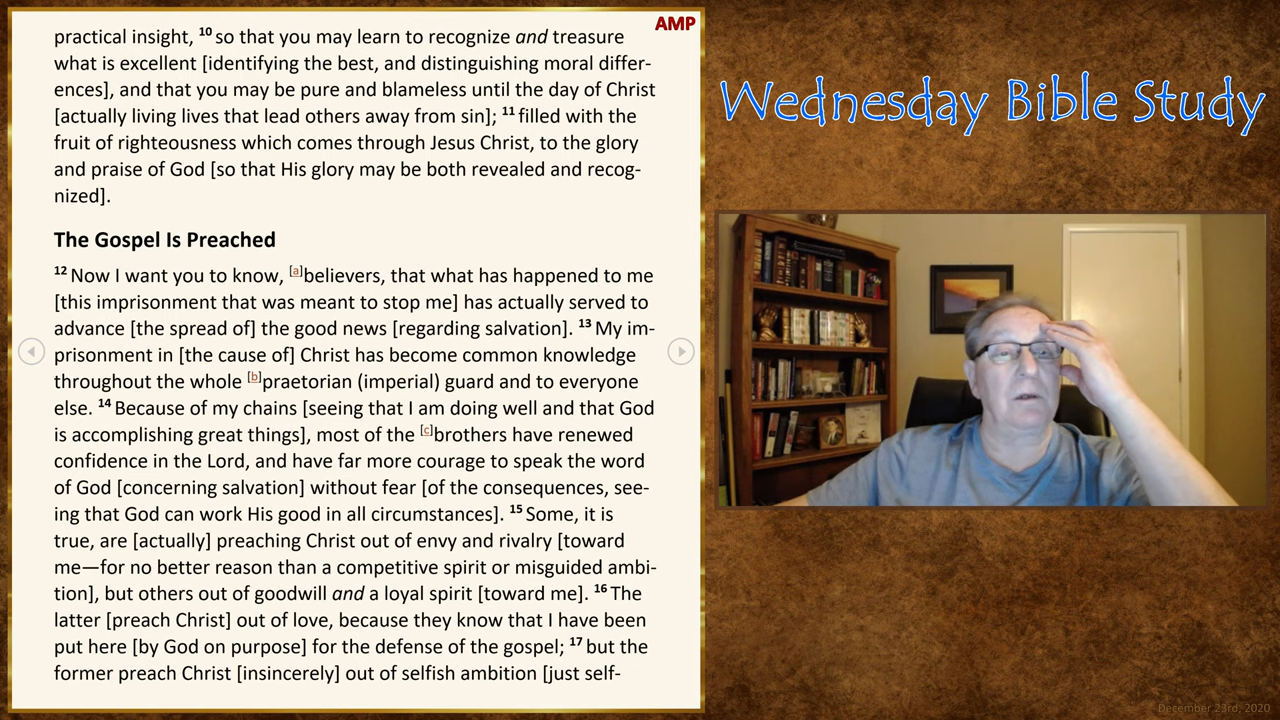 AMP
practical insight, 10 so that you may learn to recognize and treasure
what is excellent [identifying the best, and distinguishing moral differ-
ences], and that you may be pure and blameless until the day of Christ
[actually living lives that lead others away from sin]; 11 filled with the
fruit of righteousness which comes through Jesus Christ, to the glory
and praise of God [so that His glory may be both revealed and recog-
nized].
The Gospel Is Preached
12 Now I want you to know, [a]believers, that what has happened to me
[this imprisonment that was meant to stop me] has actually served to
advance [the spread of] the good news [regarding salvation]. 13 My im-
prisonment in [the cause of] Christ has become common knowledge
throughout the whole [b]praetorian (imperial) guard and to everyone
else. 14 Because of my chains [seeing that I am doing well and that God
is accomplishing great things], most of the [c]brothers have renewed
confidence in the Lord, and have far more courage to speak the word
of God [concerning salvation] without fear [of the consequences, see-
ing that God can work His good in all circumstances]. 15 Some, it is
true, are [actually] preaching Christ out of envy and rivalry [toward
me—for no better reason than a competitive spirit or misguided ambi-
tion], but others out of goodwill and a loyal spirit [toward me]. 16 The
latter [preach Christ] out of love, because they know that I have been
put here [by God on purpose] for the defense of the gospel; 17 but the
former preach Christ [insincerely] out of selfish ambition [just self-
Wednesday Bible Study
December 23rd, 2020